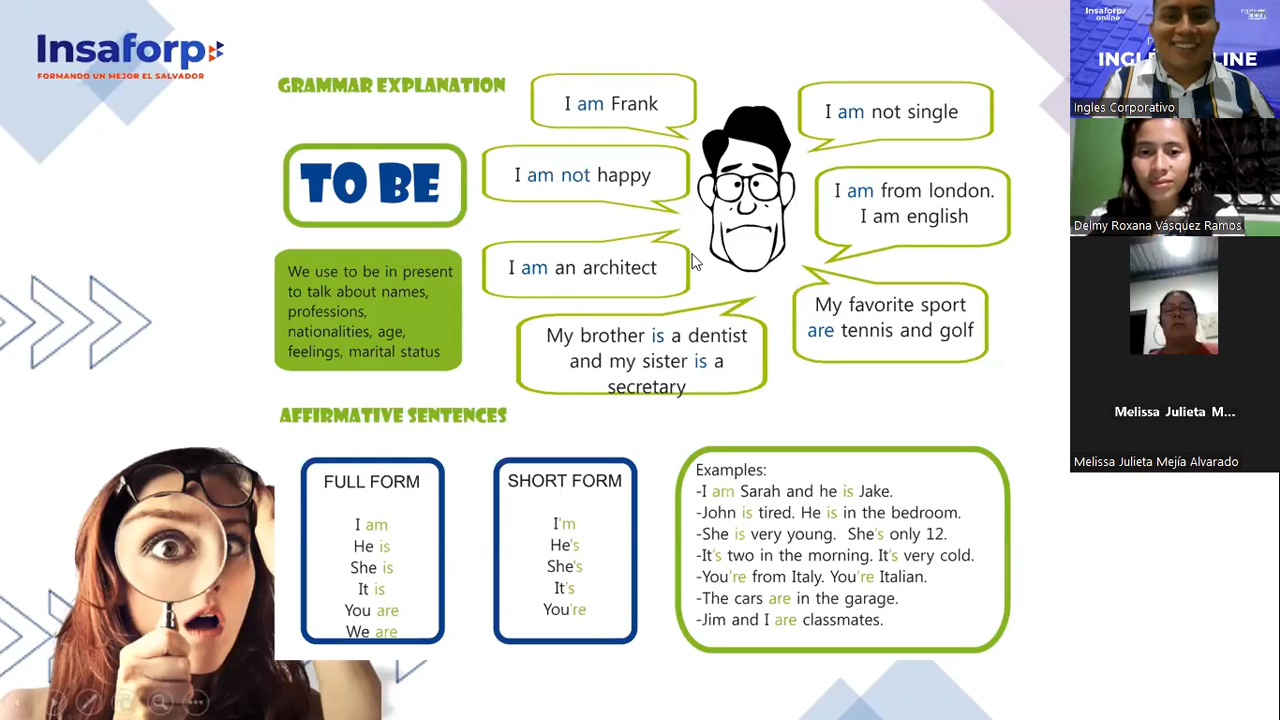 Insaforp
FORMANDO UN MEJOR EL SALVADOR
GRAMMAR EXPLANATION
TO BE
We use to be in present
to talk about names,
professions,
nationalities, age,
feelings, marital status
I am Frank
I am not happy
I am an architect
My brother is a dentist
and my sister is a
secretary
I am not single
I am from london.
I am english
My favorite sport
are tennis and golf
AFFIRMATIVE SENTENCES
FULL FORM
I am
He is
She is
It is
You are
We are
SHORT FORM
I'm
He's
She's
It's
You're
Examples:
-I am Sarah and he is Jake.
-John is tired. He is in the bedroom.
-She is very young. She's only 12.
-It's two in the morning. It's very cold.
-You're from Italy. You're Italian.
-The cars are in the garage.
-Jim and I are classmates.
Insaforp
online
INGL LINE
Ingles Corporativo
Delmy Roxana Vásquez Ramos
Melissa Julieta M...
Melissa Julieta Mejía Alvarado